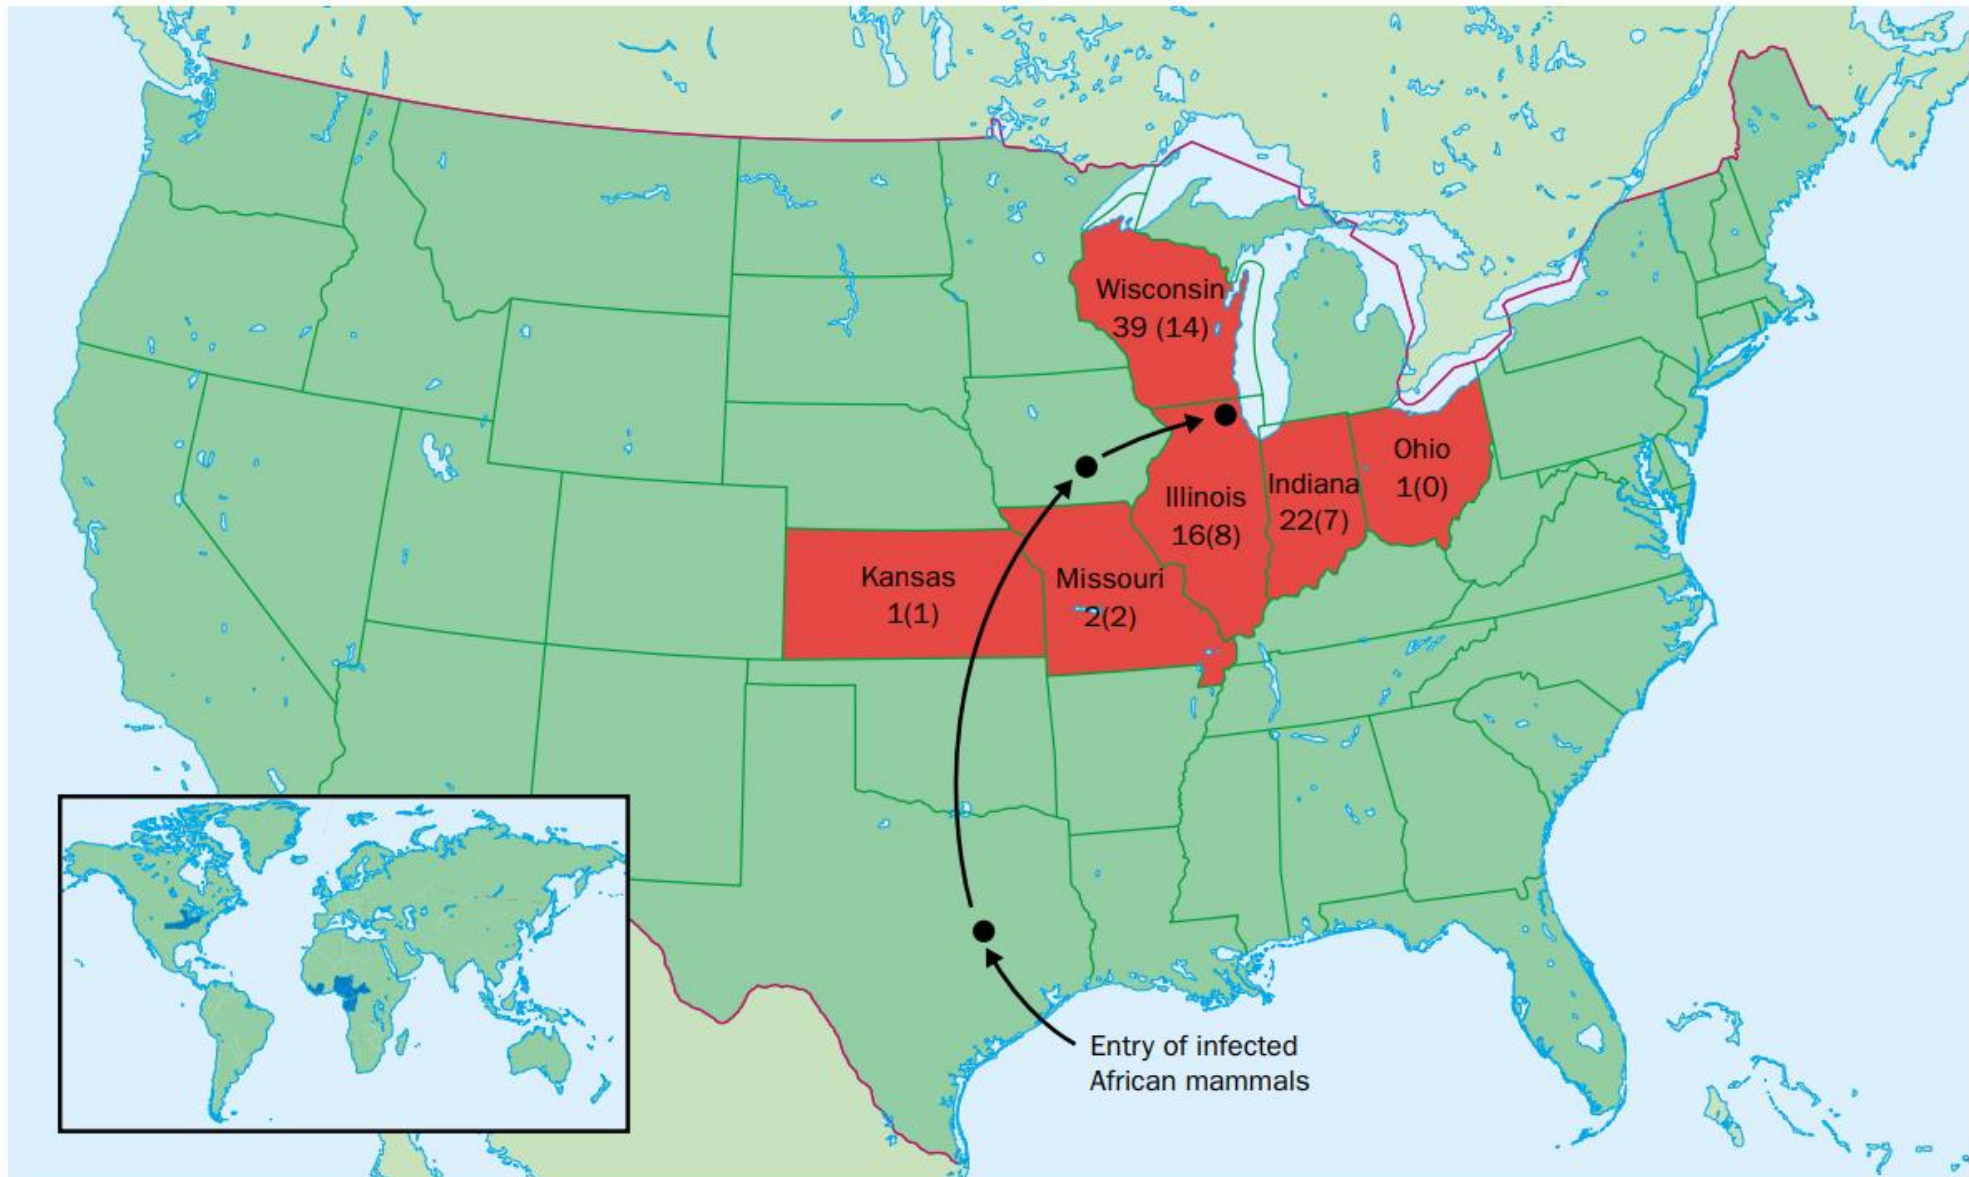 Wisconsin
39 (14)
Ohio
1(0)
Illinois
16(8)
Indiana
22(7)
Kansas
1(1)
Missouri
2(2)
Entry of infected
African mammals